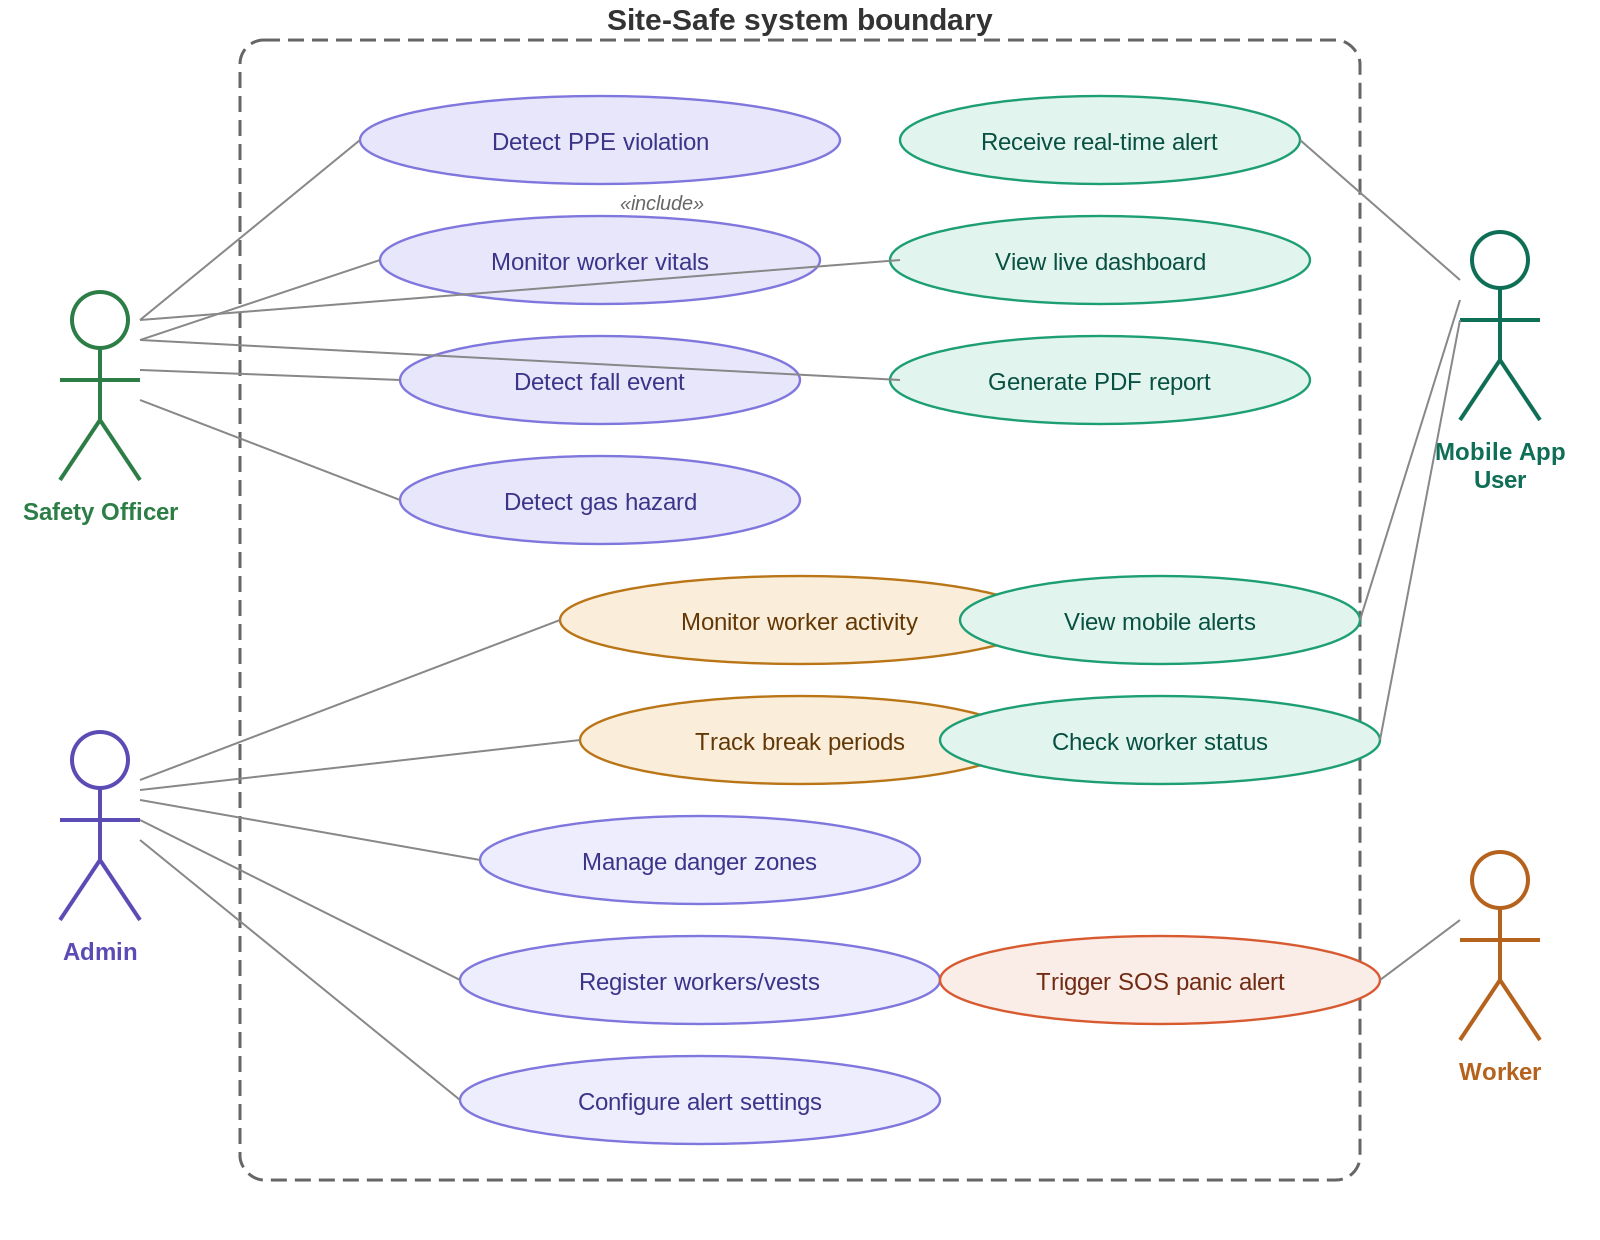 Site-Safe system boundary
Detect PPE violation
Receive real-time alert
«include»
Monitor worker vitals
View live dashboard
Detect fall event
Generate PDF report
Mobile App
User
Detect gas hazard
Safety Officer
Monitor worker activity
View mobile alerts
Track break periods
Check worker status
Manage danger zones
Admin
Register workers/vests
Trigger SOS panic alert
Worker
Configure alert settings